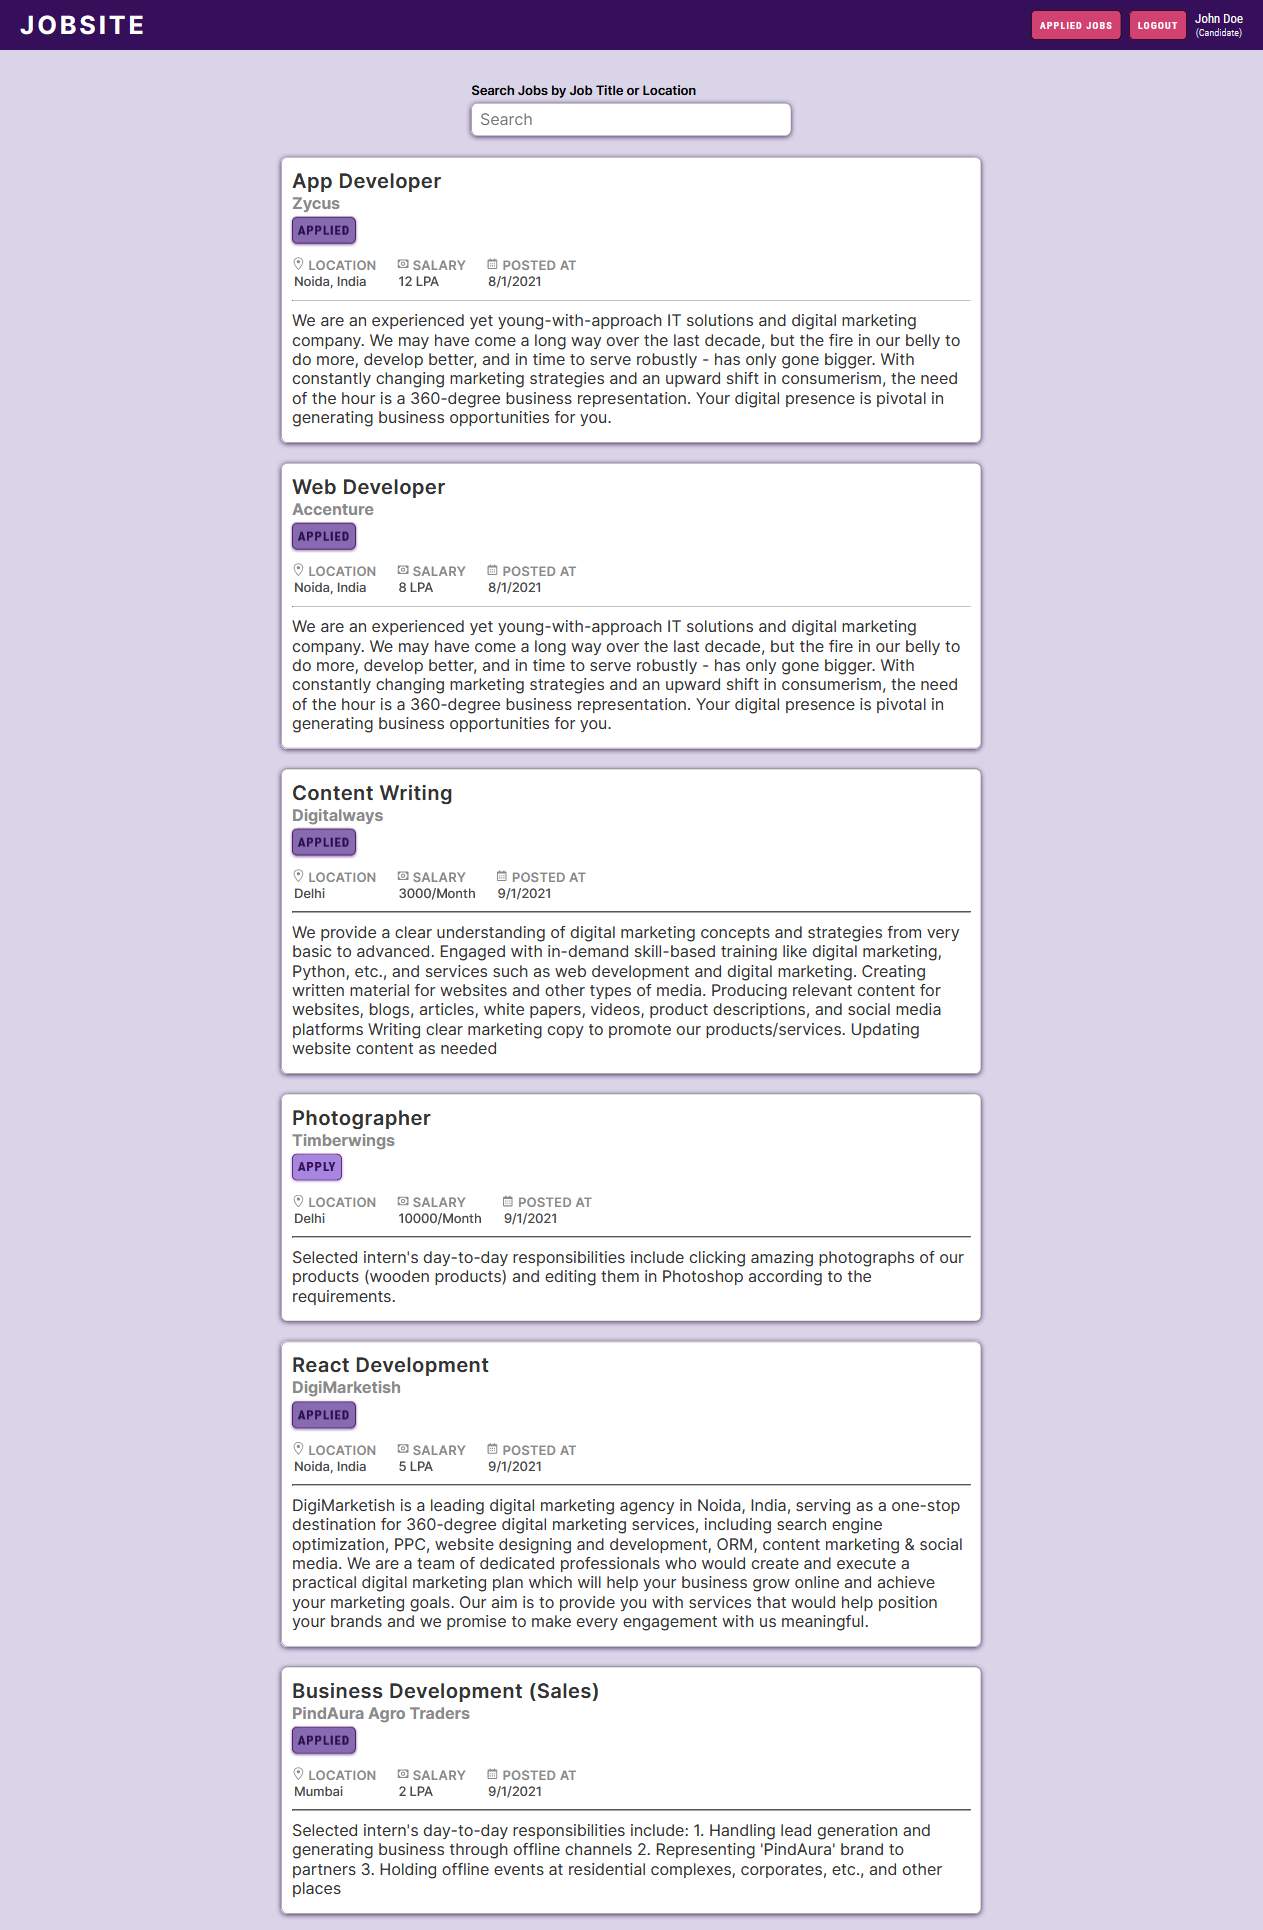 JOBSITE
APPLIED JOBS
LOGOUT
John Doe
(Candidate)
Search Jobs by Job Title or Location
Search
App Developer
Zycus
APPLIED
LOCATION SALARY POSTED AT
Noida, India 12 LPA 8/1/2021
We are an experienced yet young-with-approach IT solutions and digital marketing
company. We may have come a long way over the last decade, but the fire in our belly to
do more, develop better, and in time to serve robustly - has only gone bigger. With
constantly changing marketing strategies and an upward shift in consumerism, the need
of the hour is a 360-degree business representation. Your digital presence is pivotal in
generating business opportunities for you.
Web Developer
Accenture
APPLIED
LOCATION SALARY POSTED AT
Noida, India 8 LPA 8/1/2021
We are an experienced yet young-with-approach IT solutions and digital marketing
company. We may have come a long way over the last decade, but the fire in our belly to
do more, develop better, and in time to serve robustly - has only gone bigger. With
constantly changing marketing strategies and an upward shift in consumerism, the need
of the hour is a 360-degree business representation. Your digital presence is pivotal in
generating business opportunities for you.
Content Writing
Digitalways
APPLIED
LOCATION SALARY POSTED AT
Delhi 3000/Month 9/1/2021
We provide a clear understanding of digital marketing concepts and strategies from very
basic to advanced. Engaged with in-demand skill-based training like digital marketing,
Python, etc., and services such as web development and digital marketing. Creating
written material for websites and other types of media. Producing relevant content for
websites, blogs, articles, white papers, videos, product descriptions, and social media
platforms Writing clear marketing copy to promote our products/services. Updating
website content as needed
Photographer
Timberwings
APPLY
LOCATION SALARY POSTED AT
Delhi 10000/Month 9/1/2021
Selected intern's day-to-day responsibilities include clicking amazing photographs of our
products (wooden products) and editing them in Photoshop according to the
requirements.
React Development
DigiMarketish
APPLIED
LOCATION SALARY POSTED AT
Noida, India 5 LPA 9/1/2021
DigiMarketish is a leading digital marketing agency in Noida, India, serving as a one-stop
destination for 360-degree digital marketing services, including search engine
optimization, PPC, website designing and development, ORM, content marketing & social
media. We are a team of dedicated professionals who would create and execute a
practical digital marketing plan which will help your business grow online and achieve
your marketing goals. Our aim is to provide you with services that would help position
your brands and we promise to make every engagement with us meaningful.
Business Development (Sales)
PindAura Agro Traders
APPLIED
LOCATION SALARY POSTED AT
Mumbai 2 LPA 9/1/2021
Selected intern's day-to-day responsibilities include: 1. Handling lead generation and
generating business through offline channels 2. Representing 'PindAura' brand to
partners 3. Holding offline events at residential complexes, corporates, etc., and other
places